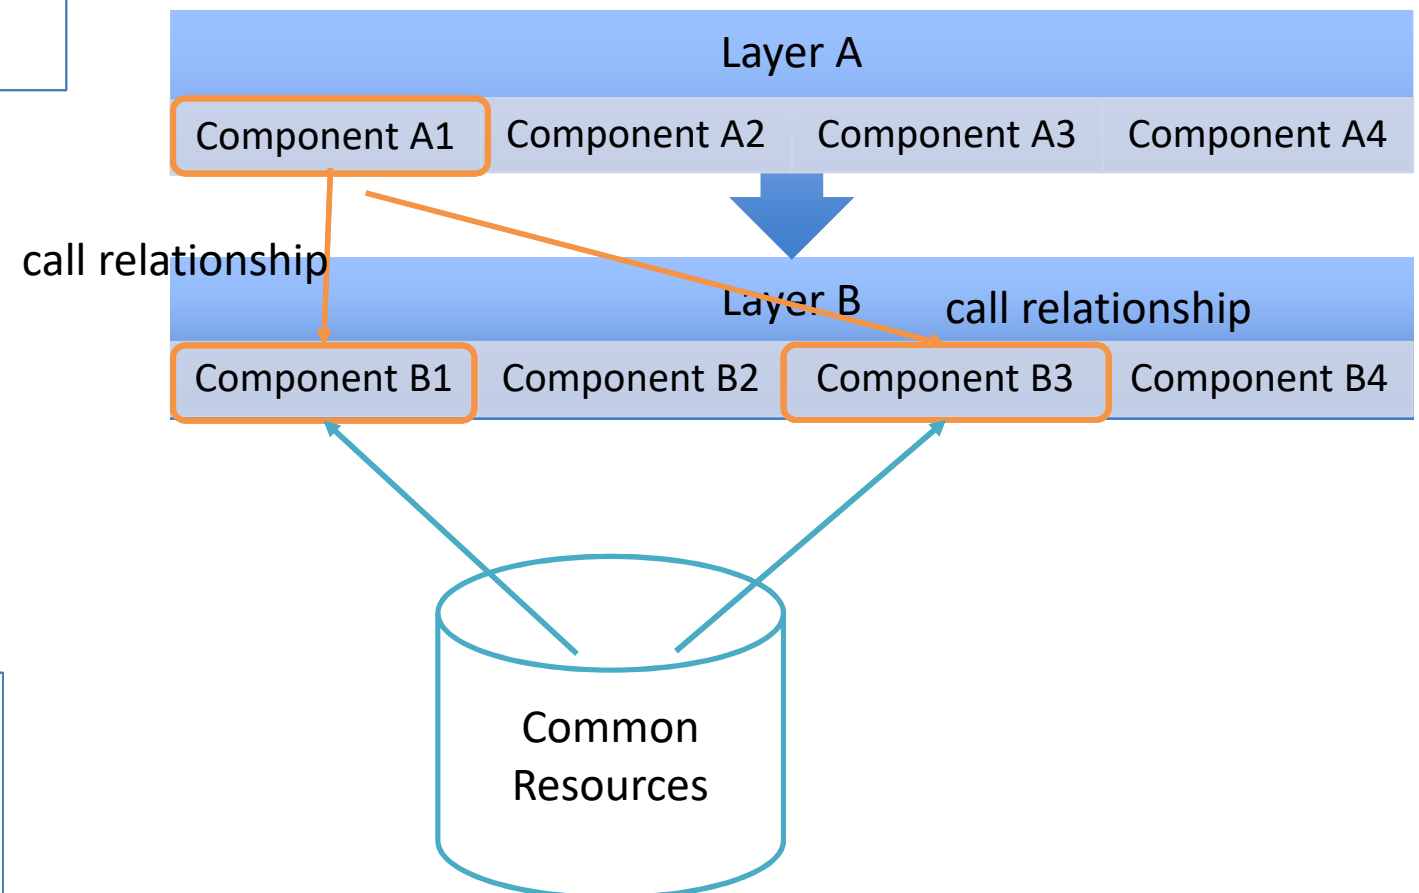 Layer A
Component A1 Component A2 Component A3 Component A4
call relationship
Layer B
call relationship
Component B1 Component B2 Component B3 Component B4
Common
Resources